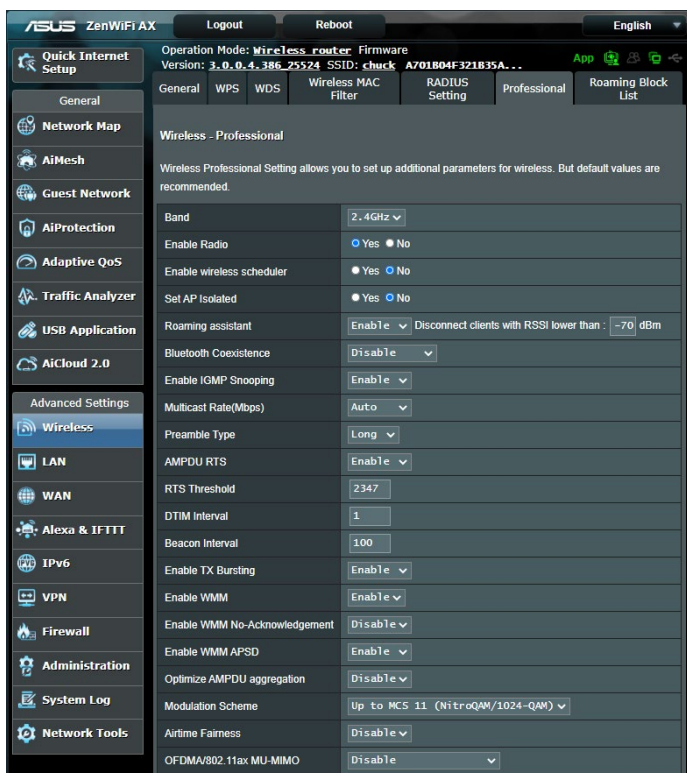 ASUS ZenWiFi AX Logout Reboot English
Quick Internet Setup
Operation Mode: Wireless router Firmware
Version: 3.0.0.4.386_25524 SSID: chuck A701B04F321B35A...
App
General WPS WDS Wireless MAC Filter RADIUS Setting Professional Roaming Block List
General
Network Map
AiMesh
Guest Network
AiProtection
Adaptive QoS
Traffic Analyzer
USB Application
AiCloud 2.0
Advanced Settings
Wireless
LAN
WAN
Alexa & IFTTT
IPv6
VPN
Firewall
Administration
System Log
Network Tools
Wireless - Professional
Wireless Professional Setting allows you to set up additional parameters for wireless. But default values are
recommended.
Band 2.4GHz
Enable Radio Yes No
Enable wireless scheduler Yes No
Set AP Isolated Yes No
Roaming assistant Enable Disconnect clients with RSSI lower than : -70 dBm
Bluetooth Coexistence Disable
Enable IGMP Snooping Enable
Multicast Rate(Mbps) Auto
Preamble Type Long
AMPDU RTS Enable
RTS Threshold 2347
DTIM Interval 1
Beacon Interval 100
Enable TX Bursting Enable
Enable WMM Enable
Enable WMM No-Acknowledgement Disable
Enable WMM APSD Enable
Optimize AMPDU aggregation Disable
Modulation Scheme Up to MCS 11 (NitroQAM/1024-QAM)
Airtime Fairness Disable
OFDMA/802.11ax MU-MIMO Disable